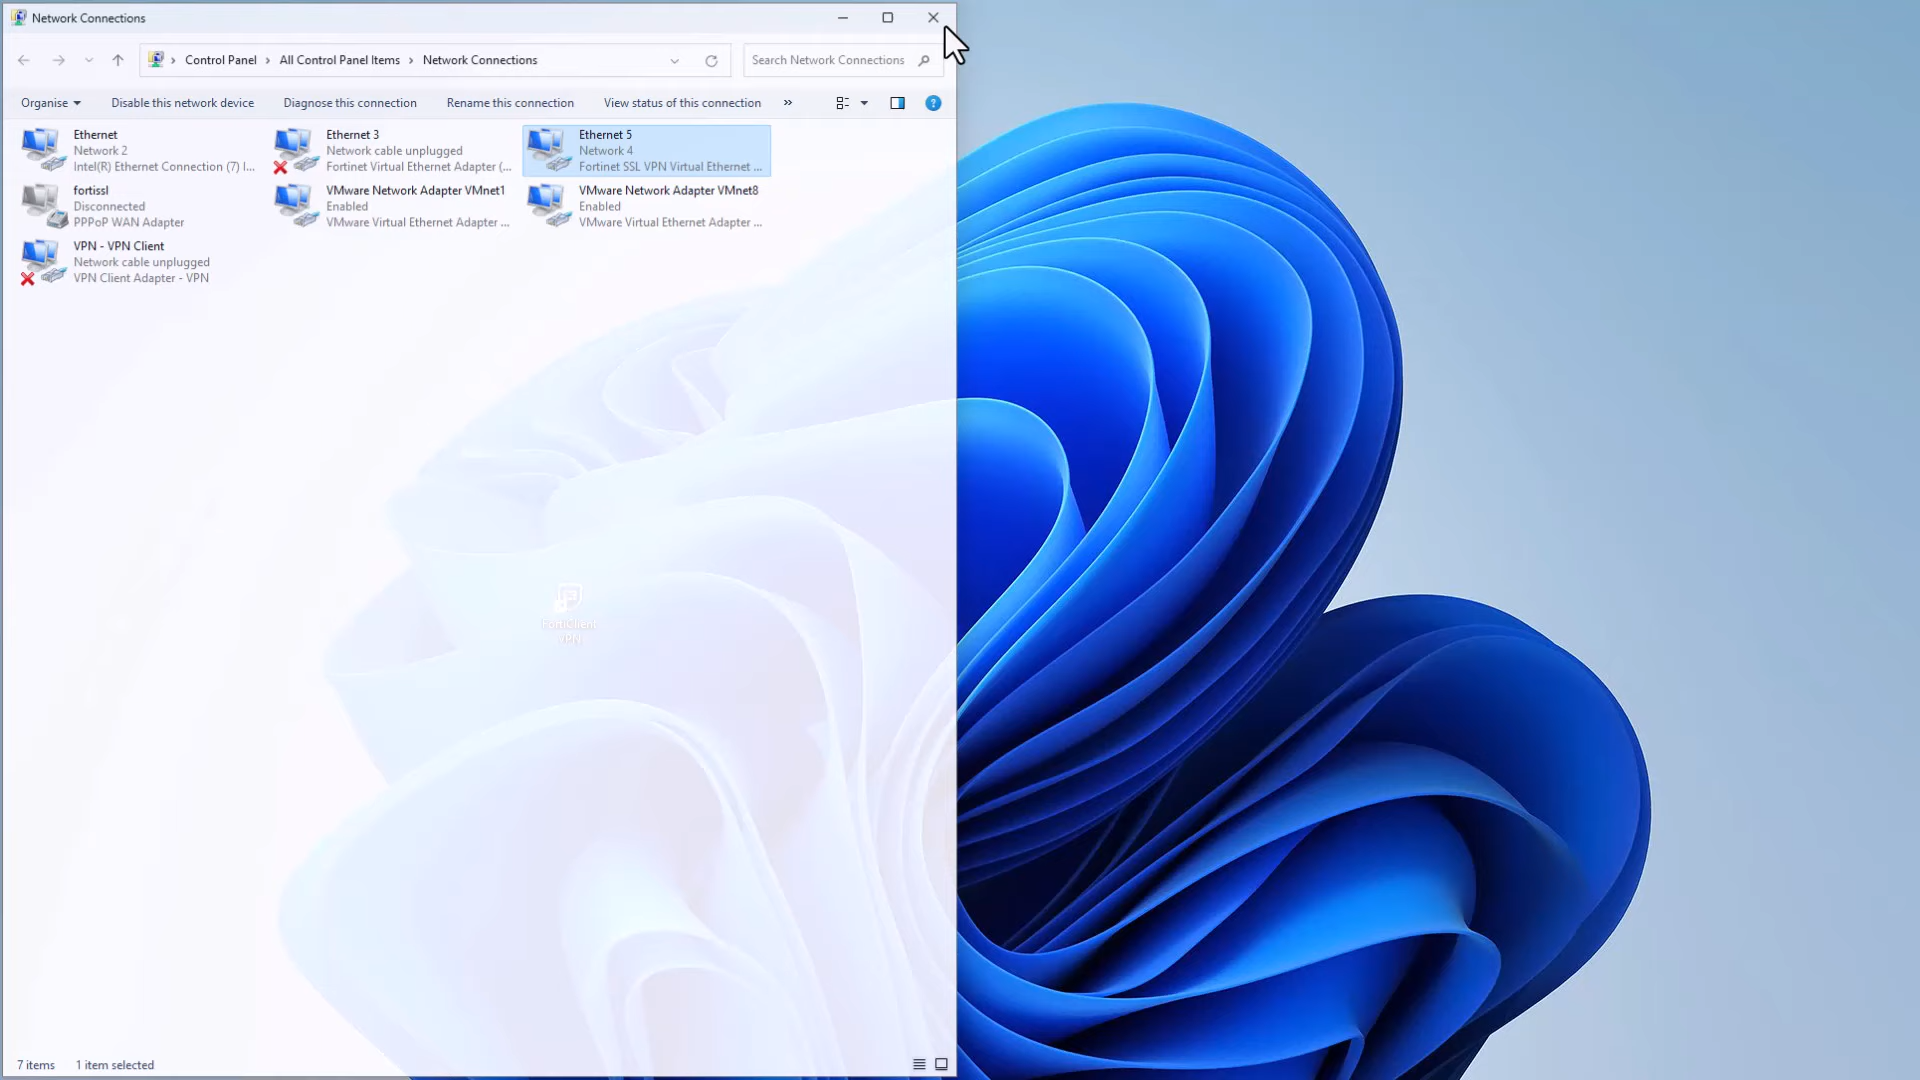 Network Connections
Control Panel
All Control Panel Items
Network Connections
Search Network Connections
Organise
Disable this network device
Diagnose this connection
Rename this connection
View status of this connection
»
Ethernet
Network 2
Intel(R) Ethernet Connection (7) I...
Ethernet 3
Network cable unplugged
Fortinet Virtual Ethernet Adapter (...
Ethernet 5
Network 4
Fortinet SSL VPN Virtual Ethernet ...
fortissl
Disconnected
PPPoP WAN Adapter
VMware Network Adapter VMnet1
Enabled
VMware Virtual Ethernet Adapter ...
VMware Network Adapter VMnet8
Enabled
VMware Virtual Ethernet Adapter ...
VPN - VPN Client
Network cable unplugged
VPN Client Adapter - VPN
FortiClient
VPN
7 items
1 item selected